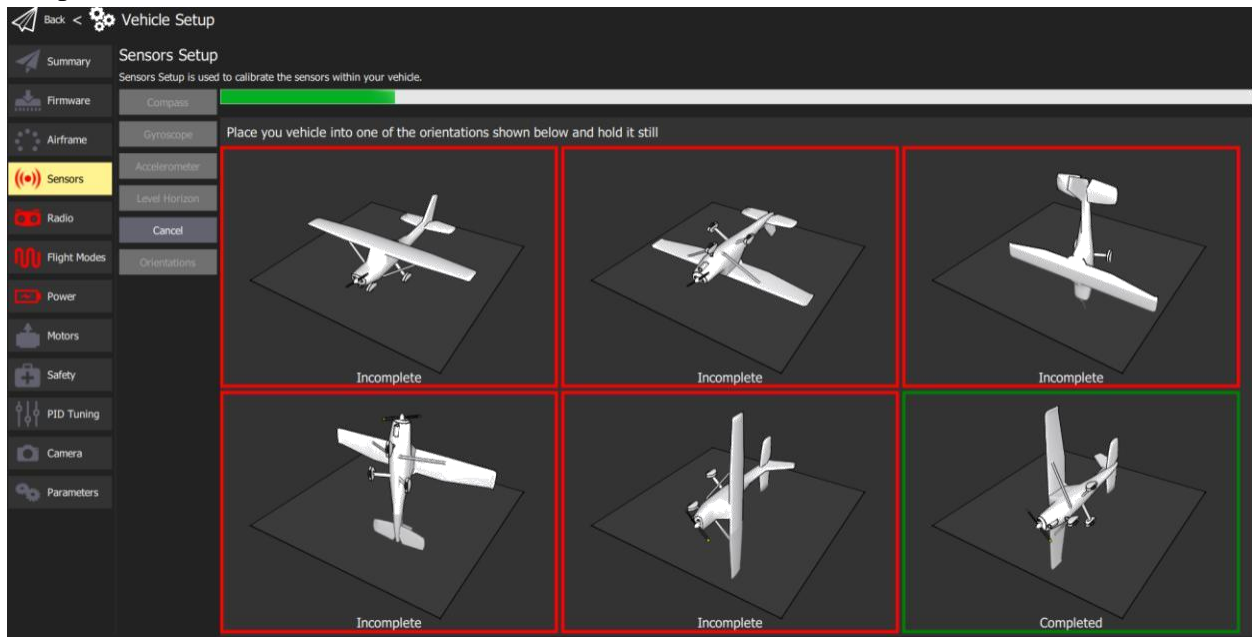 Back < Vehicle Setup
Summary
Firmware
Airframe
Sensors
Radio
Flight Modes
Power
Motors
Safety
PID Tuning
Camera
Parameters
Sensors Setup
Sensors Setup is used to calibrate the sensors within your vehicle.
Compass
Gyroscope
Accelerometer
Level Horizon
Cancel
Orientations
Place you vehicle into one of the orientations shown below and hold it still
Incomplete
Incomplete
Incomplete
Incomplete
Incomplete
Completed